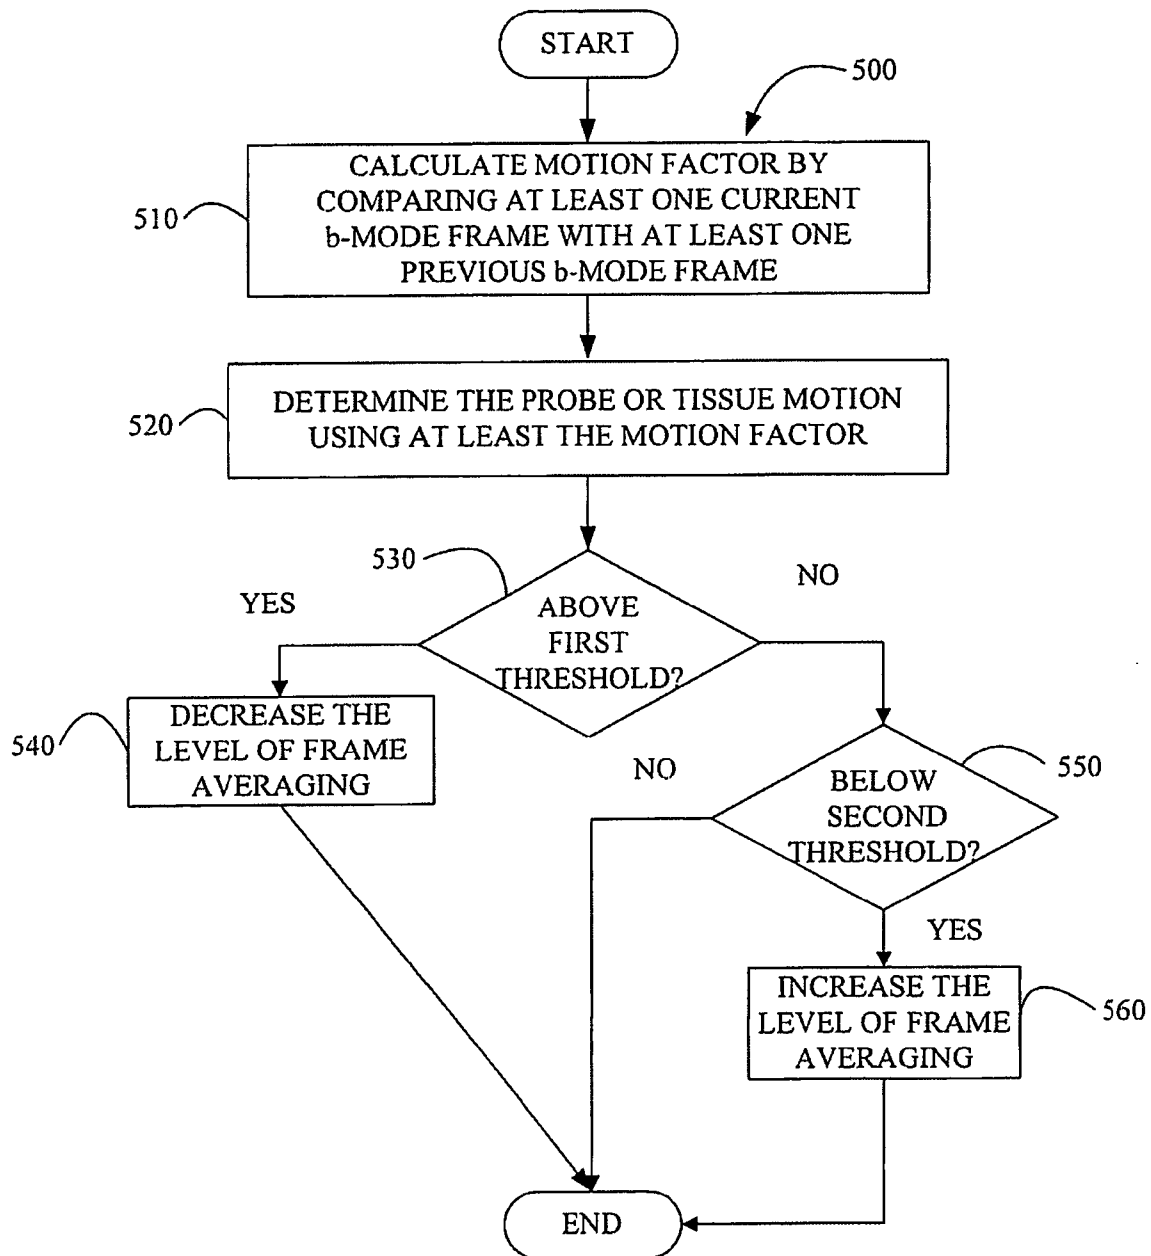 START
500
CALCULATE MOTION FACTOR BY
COMPARING AT LEAST ONE CURRENT
b-MODE FRAME WITH AT LEAST ONE
PREVIOUS b-MODE FRAME
510
DETERMINE THE PROBE OR TISSUE MOTION
USING AT LEAST THE MOTION FACTOR
520
530
ABOVE
FIRST
THRESHOLD?
YES
NO
DECREASE THE
LEVEL OF FRAME
AVERAGING
540
NO
BELOW
SECOND
THRESHOLD?
550
YES
INCREASE THE
LEVEL OF FRAME
AVERAGING
560
END